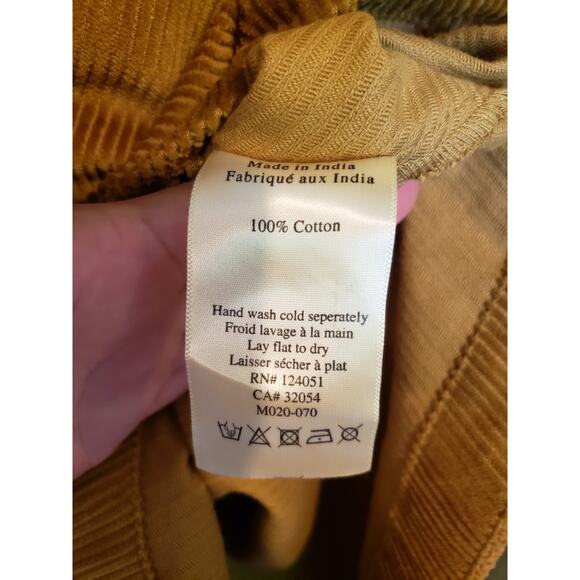 Made in India
Fabriqué aux India
100% Cotton
Hand wash cold seperately
Froid lavage à la main
Lay flat to dry
Laisser sécher à plat
RN# 124051
CA# 32054
M020-070